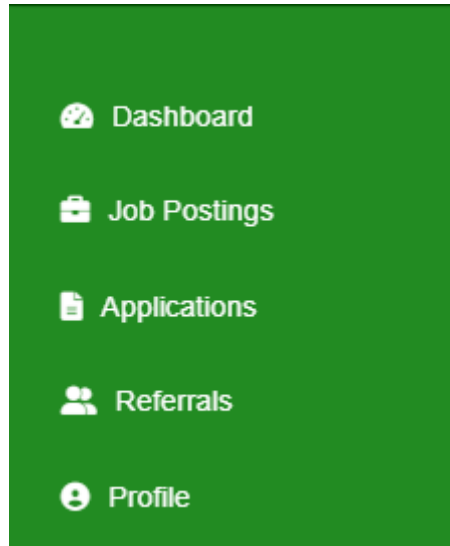 Dashboard
Job Postings
Applications
Referrals
Profile